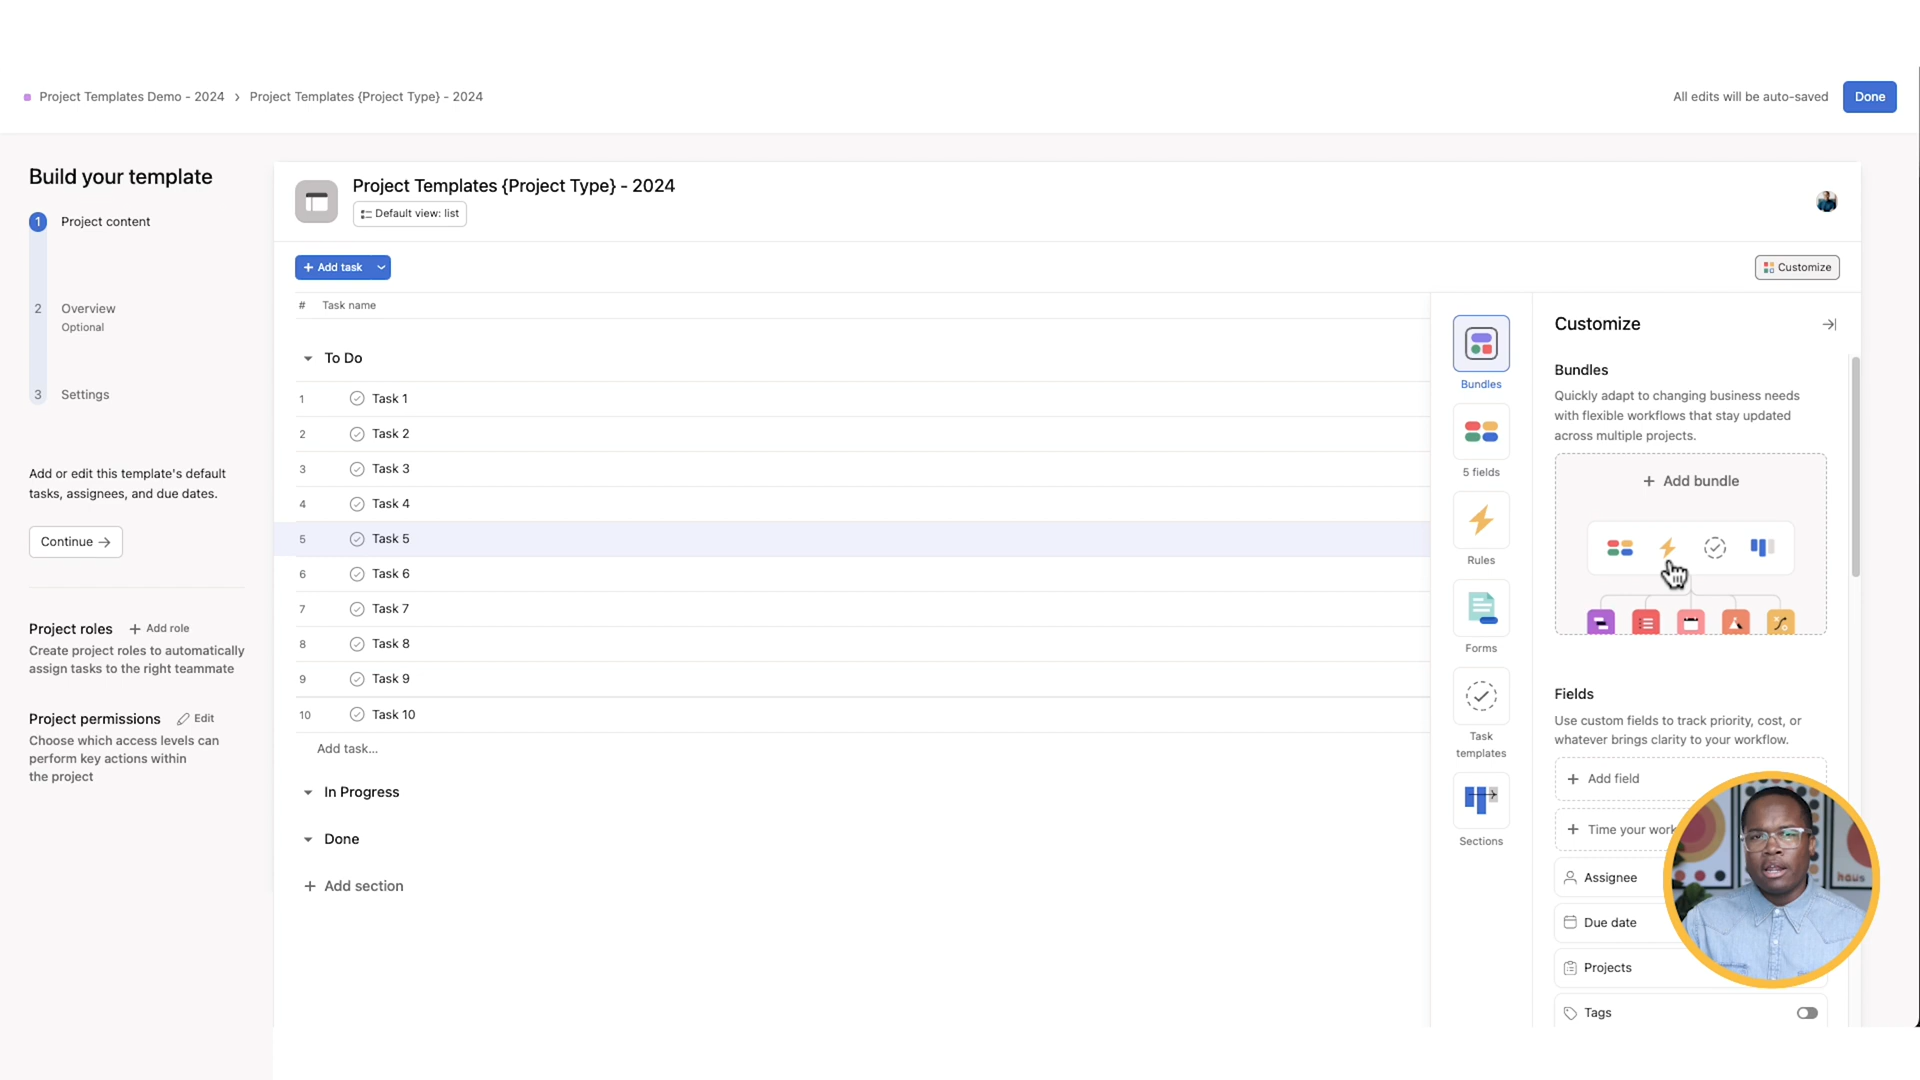 Project Templates Demo - 2024 › Project Templates {Project Type} - 2024
All edits will be auto-saved
Done
Build your template
1 Project content
2 Overview
Optional
3 Settings
Add or edit this template's default
tasks, assignees, and due dates.
Continue →
Project roles + Add role
Create project roles to automatically
assign tasks to the right teammate
Project permissions Edit
Choose which access levels can
perform key actions within
the project
Project Templates {Project Type} - 2024
Default view: list
+ Add task
Customize
# Task name
To Do
1 Task 1
2 Task 2
3 Task 3
4 Task 4
5 Task 5
6 Task 6
7 Task 7
8 Task 8
9 Task 9
10 Task 10
Add task...
In Progress
Done
+ Add section
Bundles
5 fields
Rules
Forms
Task
templates
Sections
Customize
Bundles
Quickly adapt to changing business needs
with flexible workflows that stay updated
across multiple projects.
+ Add bundle
Fields
Use custom fields to track priority, cost, or
whatever brings clarity to your workflow.
+ Add field
+ Time your work
Assignee
Due date
Projects
Tags
haus